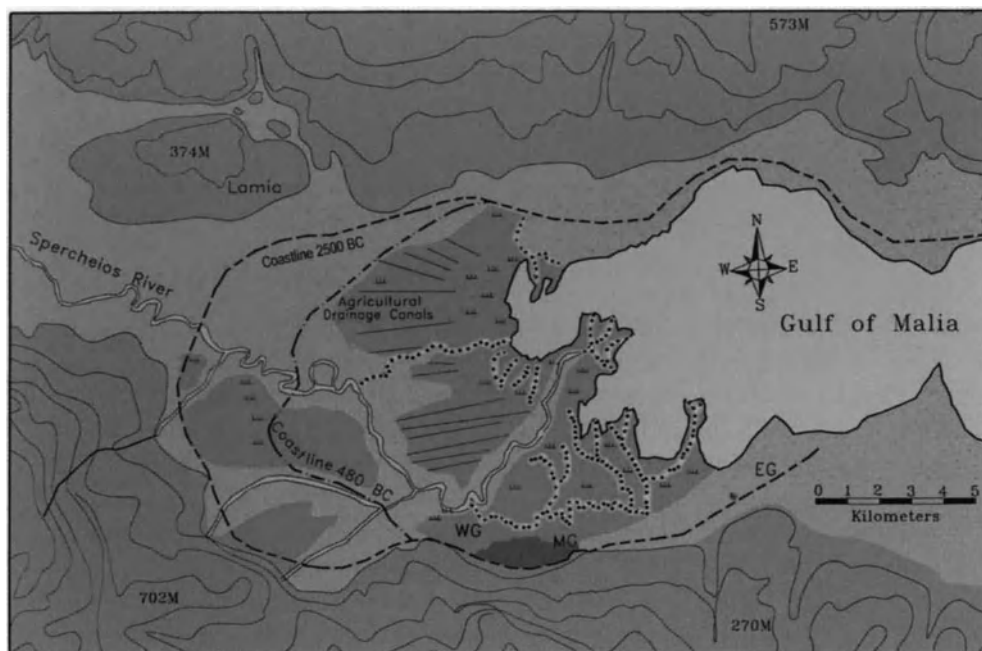 573M
374M
Lamia
N
W E
S
Spercheios River
Coastline 2500 BC
Agricultural
Drainage Canals
Gulf of Malia
Coastline 480 BC
EG
0 1 2 3 4 5
Kilometers
WG
MG
702M
270M